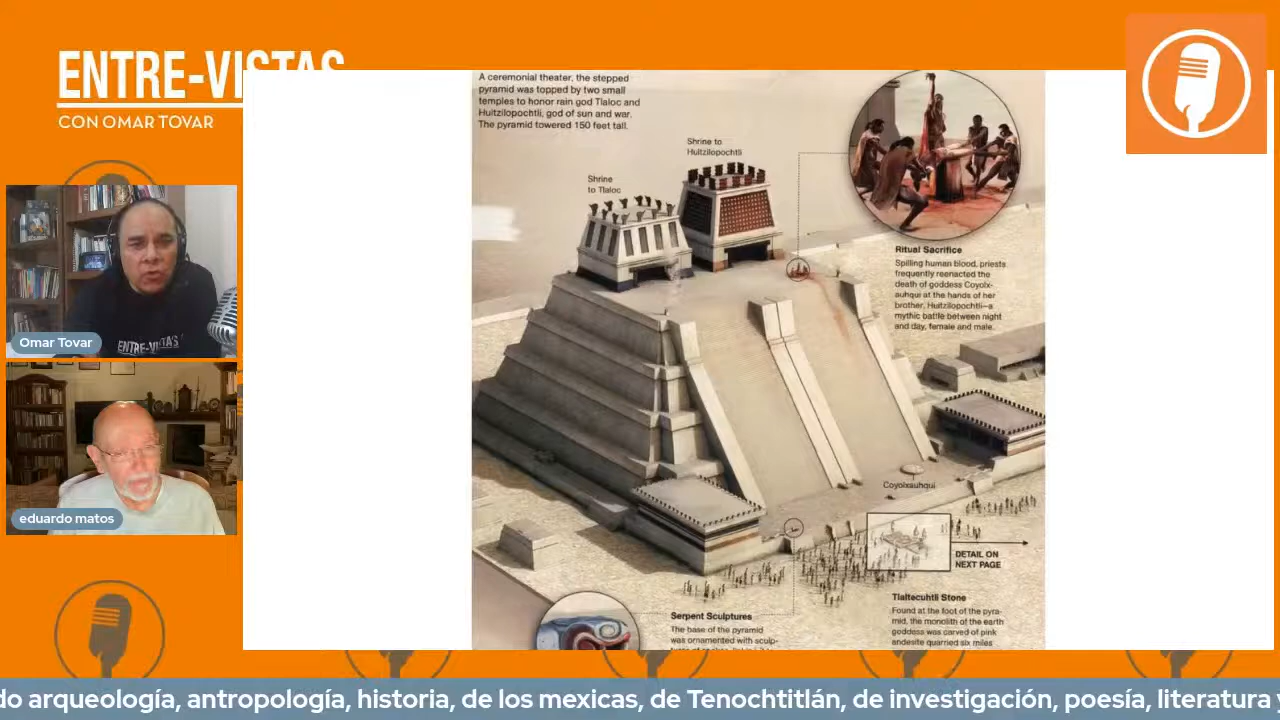 ENTRE-VISTAS
CON OMAR TOVAR
Omar Tovar
ENTRE-VISTAS
eduardo matos
A ceremonial theater, the stepped
pyramid was topped by two small
temples to honor rain god Tlaloc and
Huitzilopochtli, god of sun and war.
The pyramid towered 150 feet tall.
Shrine to
Huitzilopochtli
Shrine
to Tlaloc
Ritual Sacrifice
Spilling human blood, priests
frequently reenacted the
death of goddess Coyolx-
auhqui at the hands of her
brother, Huitzilopochtli—a
mythic battle between night
and day, female and male.
Coyolxauhqui
DETAIL ON
NEXT PAGE
Serpent Sculptures
The base of the pyramid
was ornamented with sculp-
Tlaltecuhtli Stone
Found at the foot of the pyra-
mid, the monolith of the earth
goddess was carved of pink
andesite quarried six miles
do arqueología, antropología, historia, de los mexicas, de Tenochtitlán, de investigación, poesía, literatura y